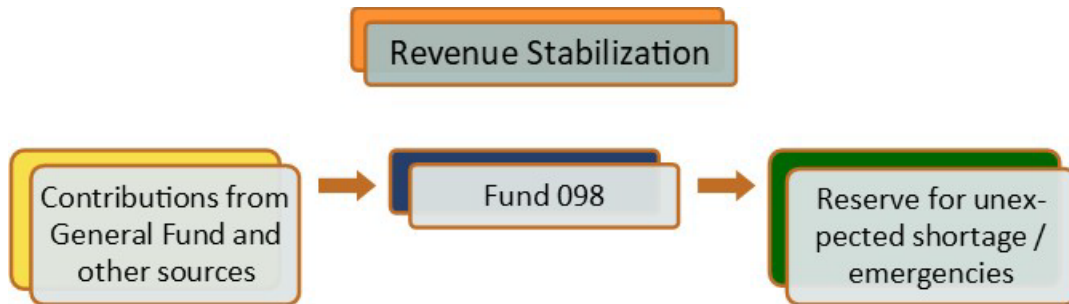 Revenue Stabilization
Contributions from
General Fund and
other sources
Fund 098
Reserve for unex-
pected shortage /
emergencies